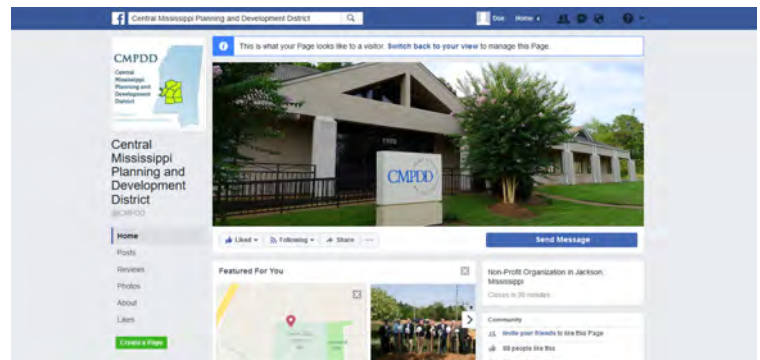 Central Mississippi Planning and Development District
Doe Home 4
This is what your Page looks like to a visitor. Switch back to your view to manage this Page.
CMPDD
Central
Mississippi
Planning and
Development
District
CMPDD
Central
Mississippi
Planning and
Development
District
@CMPDD
Home
Posts
Reviews
Photos
About
Likes
Create a Page
Liked
Following
Share
Send Message
Featured For You
Non-Profit Organization in Jackson,
Mississippi
Closes in 30 minutes
Community
Invite your friends to like this Page
88 people like this